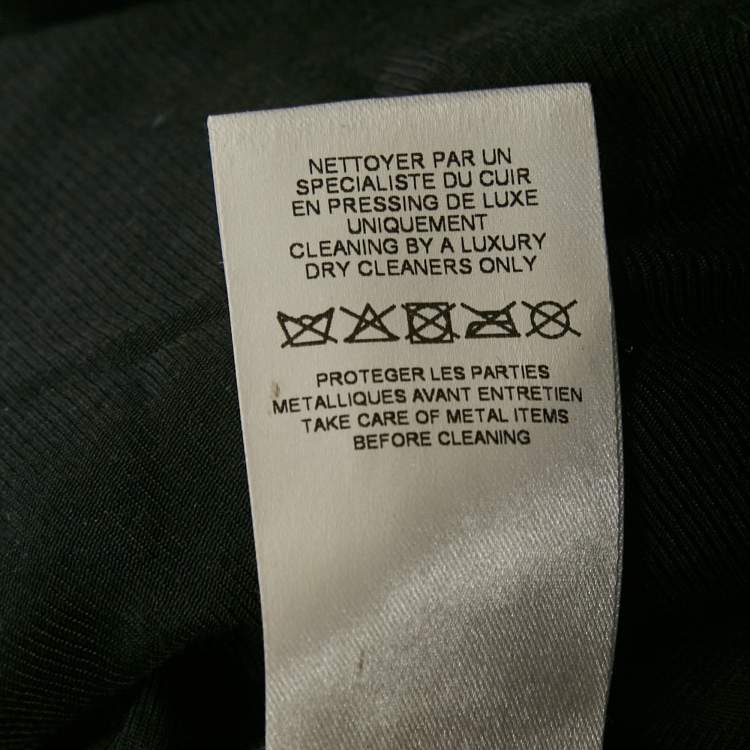 NETTOYER PAR UN
SPECIALISTE DU CUIR
EN PRESSING DE LUXE
UNIQUEMENT
CLEANING BY A LUXURY
DRY CLEANERS ONLY
PROTEGER LES PARTIES
METALLIQUES AVANT ENTRETIEN
TAKE CARE OF METAL ITEMS
BEFORE CLEANING